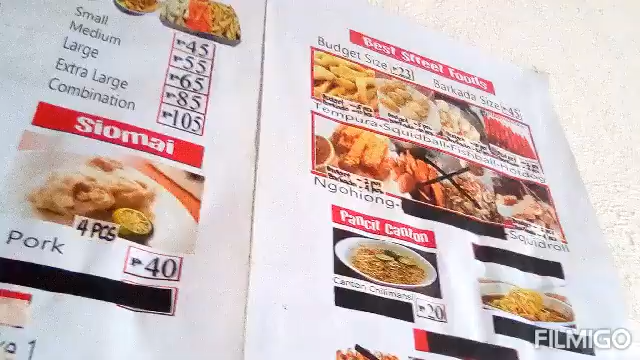 Small
Medium
Large
Extra Large
Combination
₱45
₱55
₱65
₱85
₱105
Siomai
4 PCS
Pork
₱40
Best Street Foods
Budget Size ₱23
Barkada Size ₱45
Tempura-Squidball-Fishball-Hotdog
Ngohiong-
Squidroll
Pancit Canton
Canton Chilimansi
₱20
FILMIGO